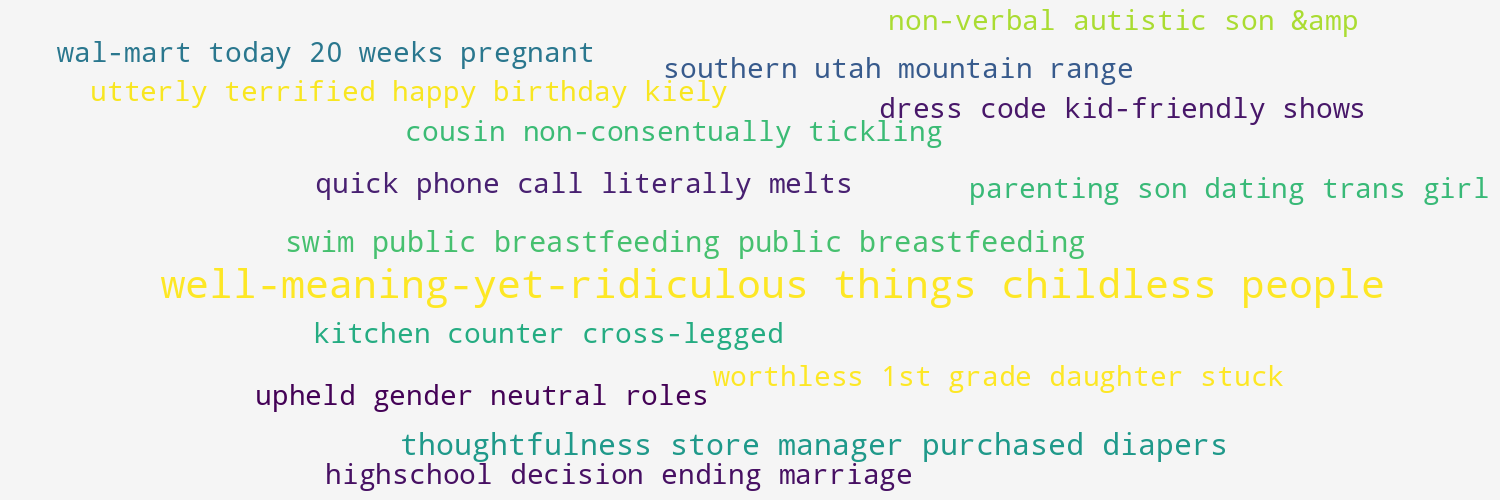 non-verbal autistic son &amp
wal-mart today 20 weeks pregnant
southern utah mountain range
utterly terrified happy birthday kiely
dress code kid-friendly shows
cousin non-consentually tickling
quick phone call literally melts
parenting son dating trans girl
swim public breastfeeding public breastfeeding
well-meaning-yet-ridiculous things childless people
kitchen counter cross-legged
worthless 1st grade daughter stuck
upheld gender neutral roles
thoughtfulness store manager purchased diapers
highschool decision ending marriage